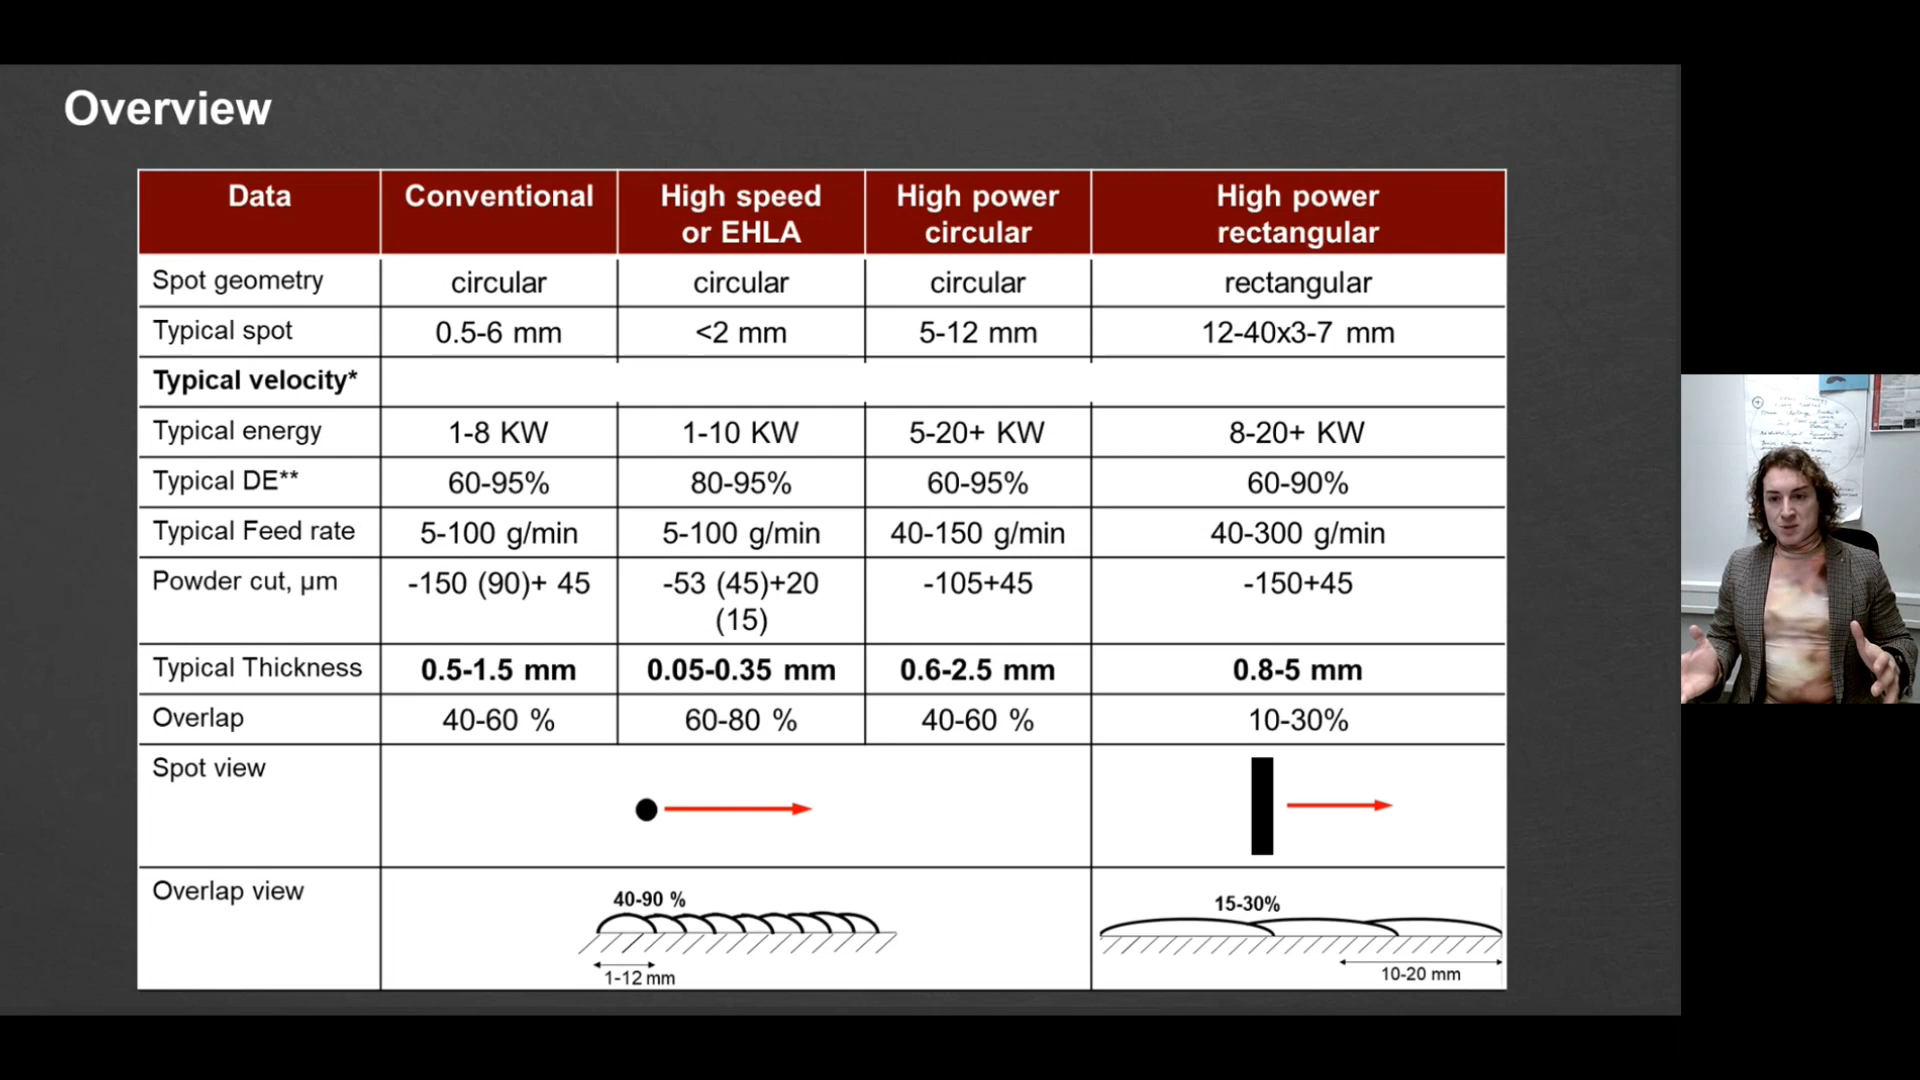 Overview
Data Conventional High speed or EHLA High power circular High power rectangular
Spot geometry circular circular circular rectangular
Typical spot 0.5-6 mm <2 mm 5-12 mm 12-40x3-7 mm
Typical velocity*
Typical energy 1-8 KW 1-10 KW 5-20+ KW 8-20+ KW
Typical DE** 60-95% 80-95% 60-95% 60-90%
Typical Feed rate 5-100 g/min 5-100 g/min 40-150 g/min 40-300 g/min
Powder cut, µm -150 (90)+ 45 -53 (45)+20 (15) -105+45 -150+45
Typical Thickness 0.5-1.5 mm 0.05-0.35 mm 0.6-2.5 mm 0.8-5 mm
Overlap 40-60 % 60-80 % 40-60 % 10-30%
Spot view
Overlap view
40-90 %
1-12 mm
15-30%
10-20 mm